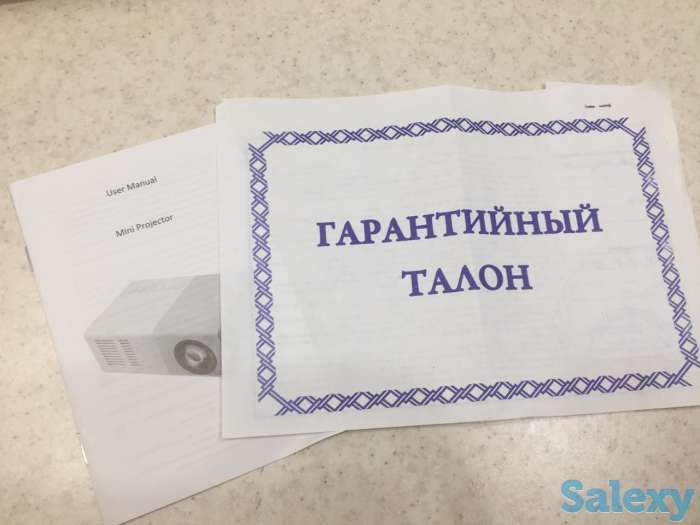 User Manual
Mini Projector
ГАРАНТИЙНЫЙ
ТАЛОН
Salexy